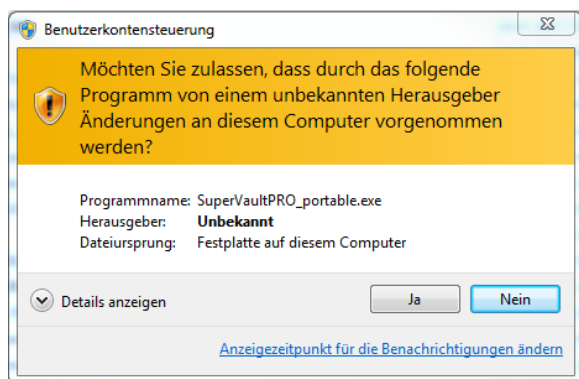 Benutzerkontensteuerung
Möchten Sie zulassen, dass durch das folgende
Programm von einem unbekannten Herausgeber
Änderungen an diesem Computer vorgenommen
werden?
Programmname: SuperVaultPRO_portable.exe
Herausgeber: Unbekannt
Dateiursprung: Festplatte auf diesem Computer
Details anzeigen Ja Nein
Anzeigezeitpunkt für die Benachrichtigungen ändern